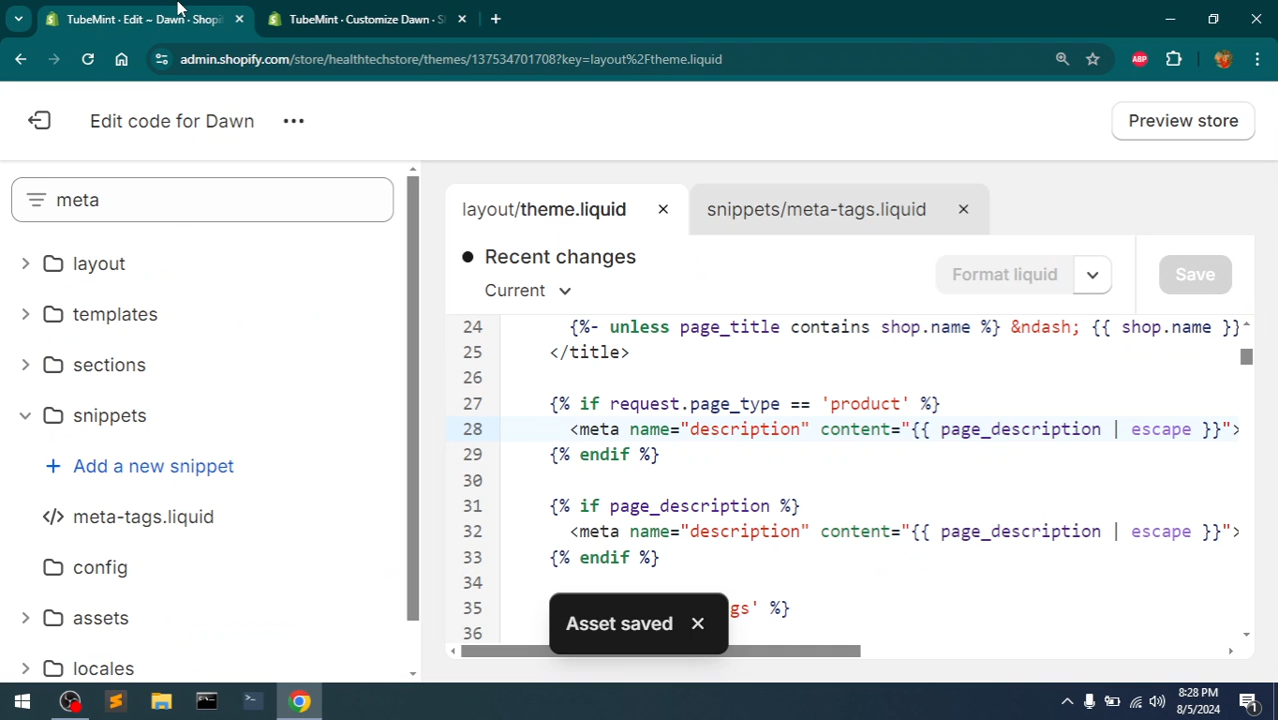 TubeMint · Edit ~ Dawn · Shopi
TubeMint · Customize Dawn · S
admin.shopify.com/store/healthtechstore/themes/137534701708?key=layout%2Ftheme.liquid
ABP
Edit code for Dawn
Preview store
meta
layout
templates
sections
snippets
Add a new snippet
meta-tags.liquid
config
assets
locales
layout/theme.liquid
snippets/meta-tags.liquid
Recent changes
Current
Format liquid
Save
24 {%- unless page_title contains shop.name %} &ndash; {{ shop.name }}
25 </title>
26
27 {% if request.page_type == 'product' %}
28 <meta name="description" content="{{ page_description | escape }}">
29 {% endif %}
30
31 {% if page_description %}
32 <meta name="description" content="{{ page_description | escape }}">
33 {% endif %}
34
35 gs' %}
36
Asset saved
8:28 PM
8/5/2024
1